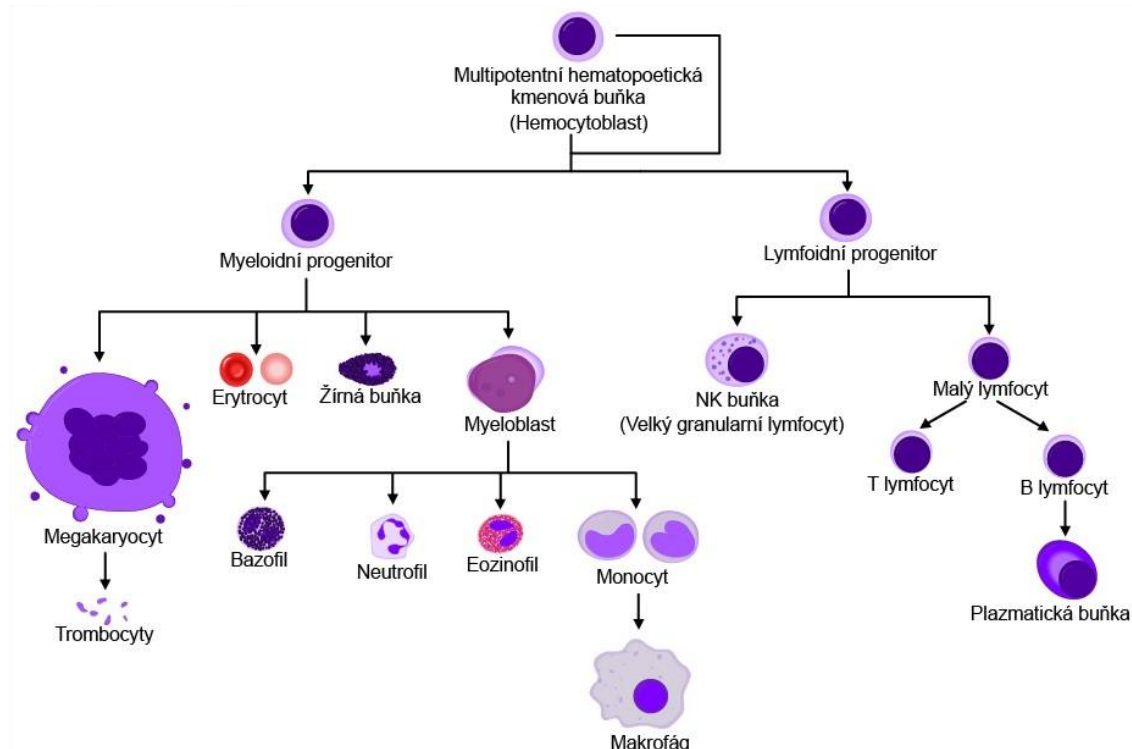 Multipotentní hematopoetická
kmenová buňka
(Hemocytoblast)
Myeloidní progenitor
Lymfoidní progenitor
Erytrocyt
Žírná buňka
Myeloblast
NK buňka
(Velký granularní lymfocyt)
Malý lymfocyt
T lymfocyt
B lymfocyt
Megakaryocyt
Bazofil
Neutrofil
Eozinofil
Monocyt
Plazmatická buňka
Trombocyty
Makrofág